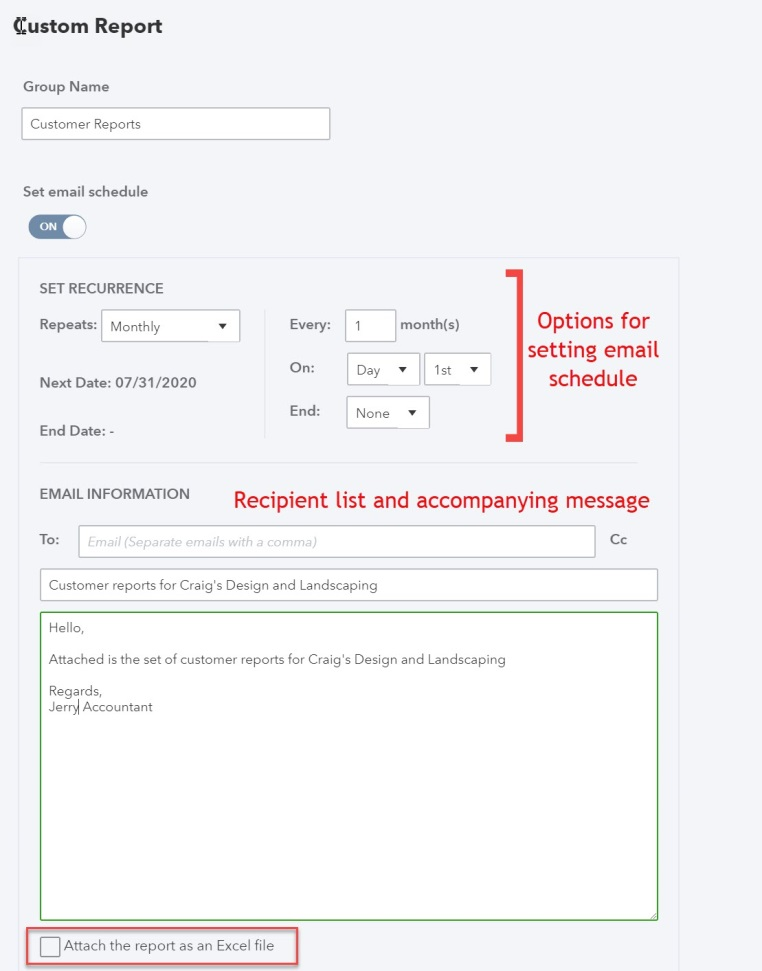 Custom Report
Group Name
Customer Reports
Set email schedule
ON
SET RECURRENCE
Repeats: Monthly
Every: 1 month(s)
Next Date: 07/31/2020
On: Day 1st
End Date: -
End: None
Options for
setting email
schedule
EMAIL INFORMATION
Recipient list and accompanying message
To: Email (Separate emails with a comma) Cc
Customer reports for Craig's Design and Landscaping
Hello,
Attached is the set of customer reports for Craig's Design and Landscaping
Regards,
Jerry Accountant
Attach the report as an Excel file